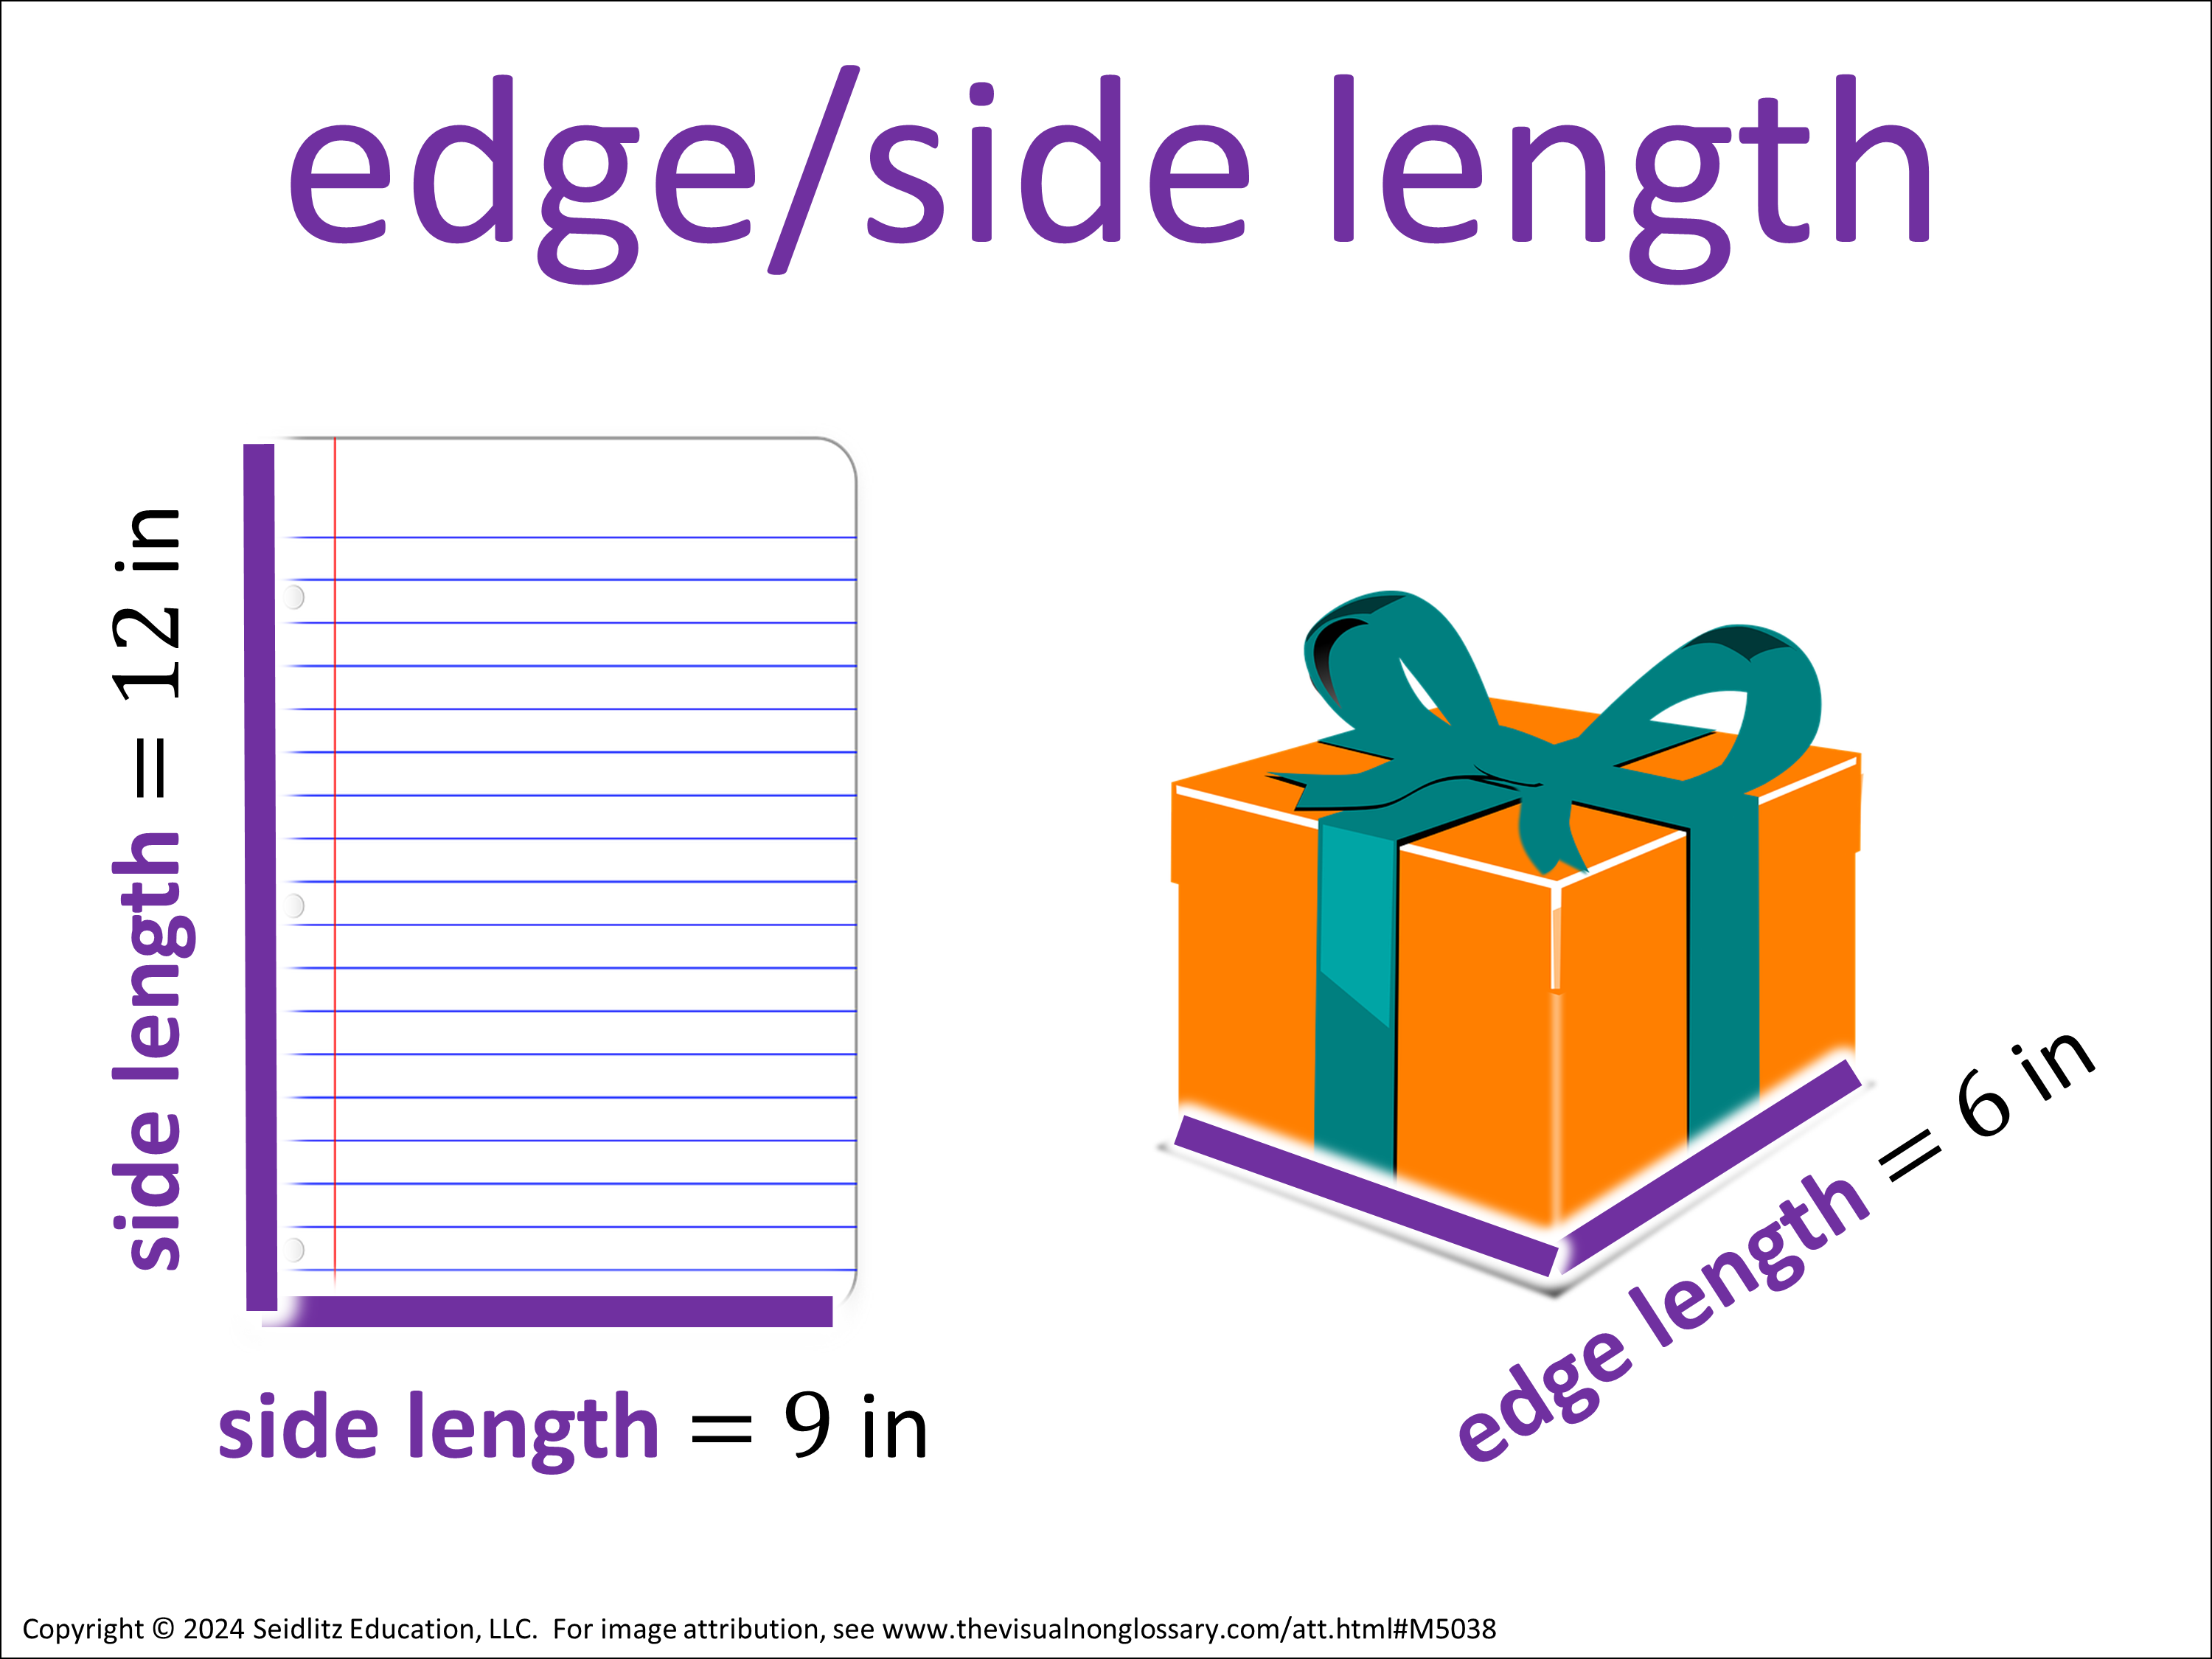 edge/side length
side length = 12 in
side length = 9 in
edge length = 6 in
Copyright © 2024 Seidlitz Education, LLC.  For image attribution, see www.thevisualnonglossary.com/att.html#M5038